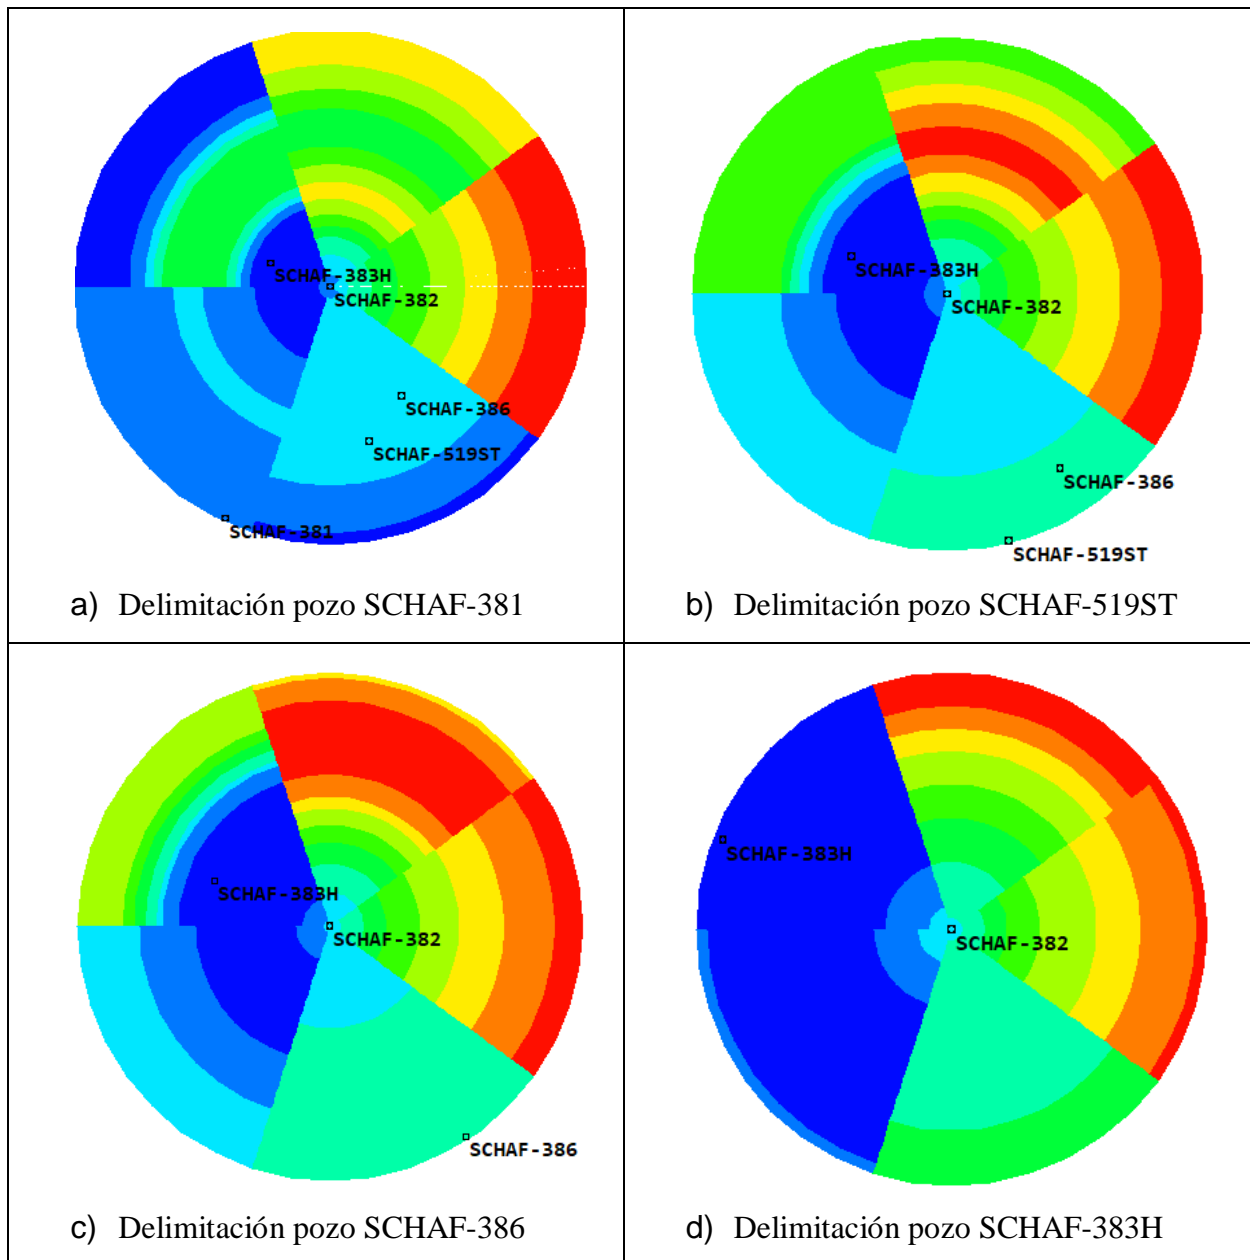 SCHAF-383H
SCHAF-382
SCHAF-386
SCHAF-519ST
SCHAF-381
a) Delimitación pozo SCHAF-381
SCHAF-383H
SCHAF-382
SCHAF-386
SCHAF-519ST
b) Delimitación pozo SCHAF-519ST
SCHAF-383H
SCHAF-382
SCHAF-386
c) Delimitación pozo SCHAF-386
SCHAF-383H
SCHAF-382
d) Delimitación pozo SCHAF-383H